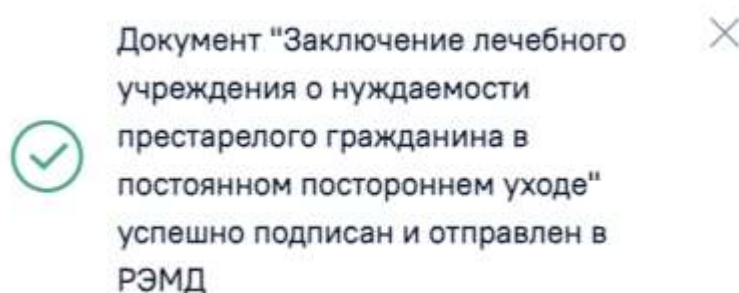 Документ "Заключение лечебного
учреждения о нуждаемости
престарелого гражданина в
постоянном постороннем уходе"
успешно подписан и отправлен в
РЭМД